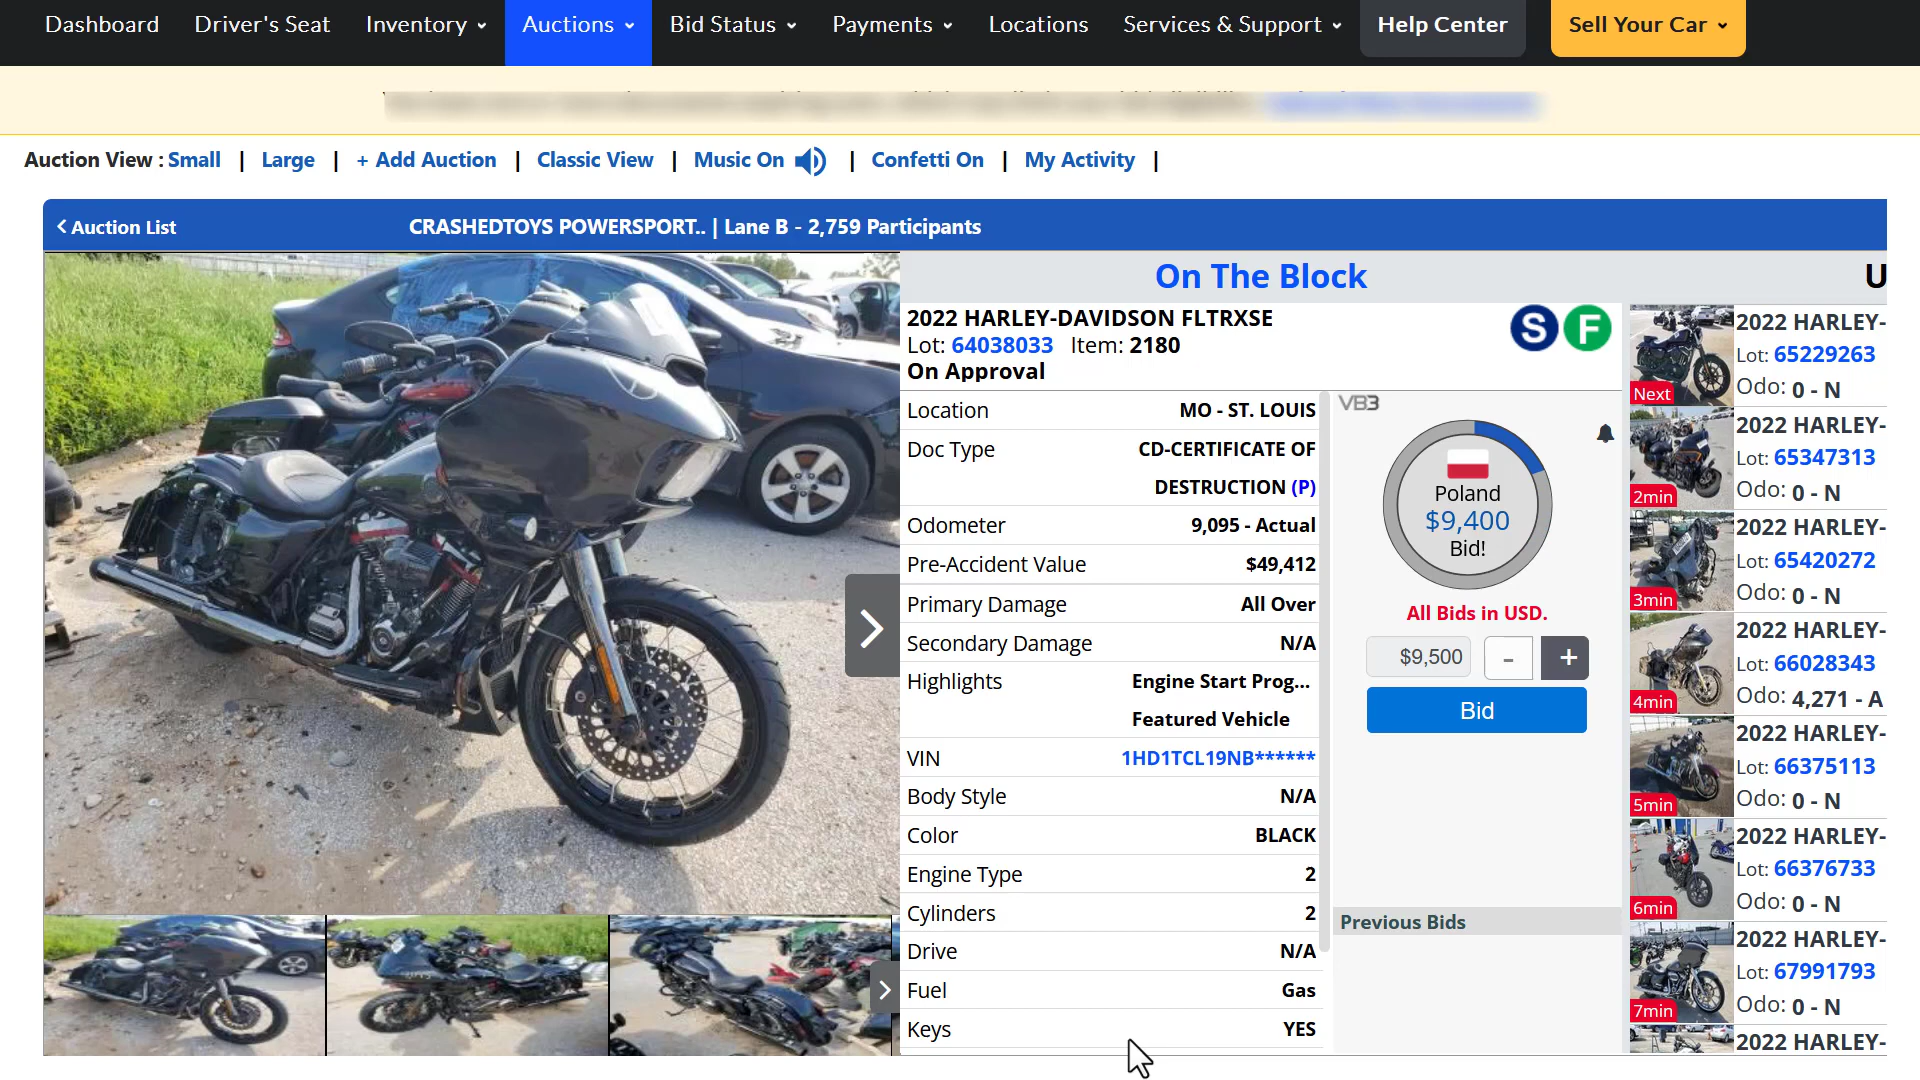 Dashboard Driver's Seat Inventory Auctions Bid Status Payments Locations Services & Support Help Center Sell Your Car
Auction View : Small | Large | + Add Auction | Classic View | Music On | Confetti On | My Activity |
Auction List CRASHEDTOYS POWERSPORT.. | Lane B - 2,759 Participants
On The Block U
2022 HARLEY-DAVIDSON FLTRXSE
Lot: 64038033 Item: 2180
On Approval
S F
Location MO - ST. LOUIS
Doc Type CD-CERTIFICATE OF
DESTRUCTION (P)
Odometer 9,095 - Actual
Pre-Accident Value $49,412
Primary Damage All Over
Secondary Damage N/A
Highlights Engine Start Prog...
Featured Vehicle
VIN 1HD1TCL19NB******
Body Style N/A
Color BLACK
Engine Type 2
Cylinders 2
Drive N/A
Fuel Gas
Keys YES
VB3
Poland
$9,400
Bid!
All Bids in USD.
$9,500 - +
Bid
Previous Bids
2022 HARLEY-
Lot: 65229263
Odo: 0 - N
Next
2022 HARLEY-
Lot: 65347313
Odo: 0 - N
2min
2022 HARLEY-
Lot: 65420272
Odo: 0 - N
3min
2022 HARLEY-
Lot: 66028343
Odo: 4,271 - A
4min
2022 HARLEY-
Lot: 66375113
Odo: 0 - N
5min
2022 HARLEY-
Lot: 66376733
Odo: 0 - N
6min
2022 HARLEY-
Lot: 67991793
Odo: 0 - N
7min
2022 HARLEY-